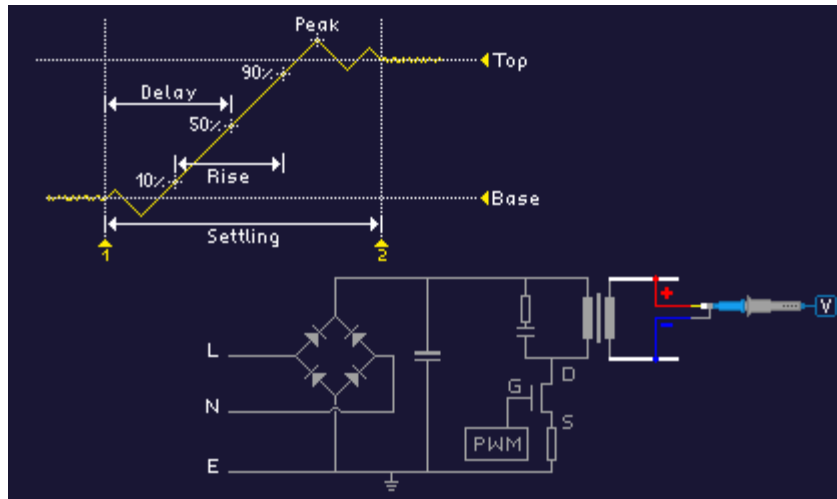 Peak
90%
Top
Delay
50%
10%
Rise
Base
Settling
1
2
+
V
-
L
D
G
N
S
PWM
E